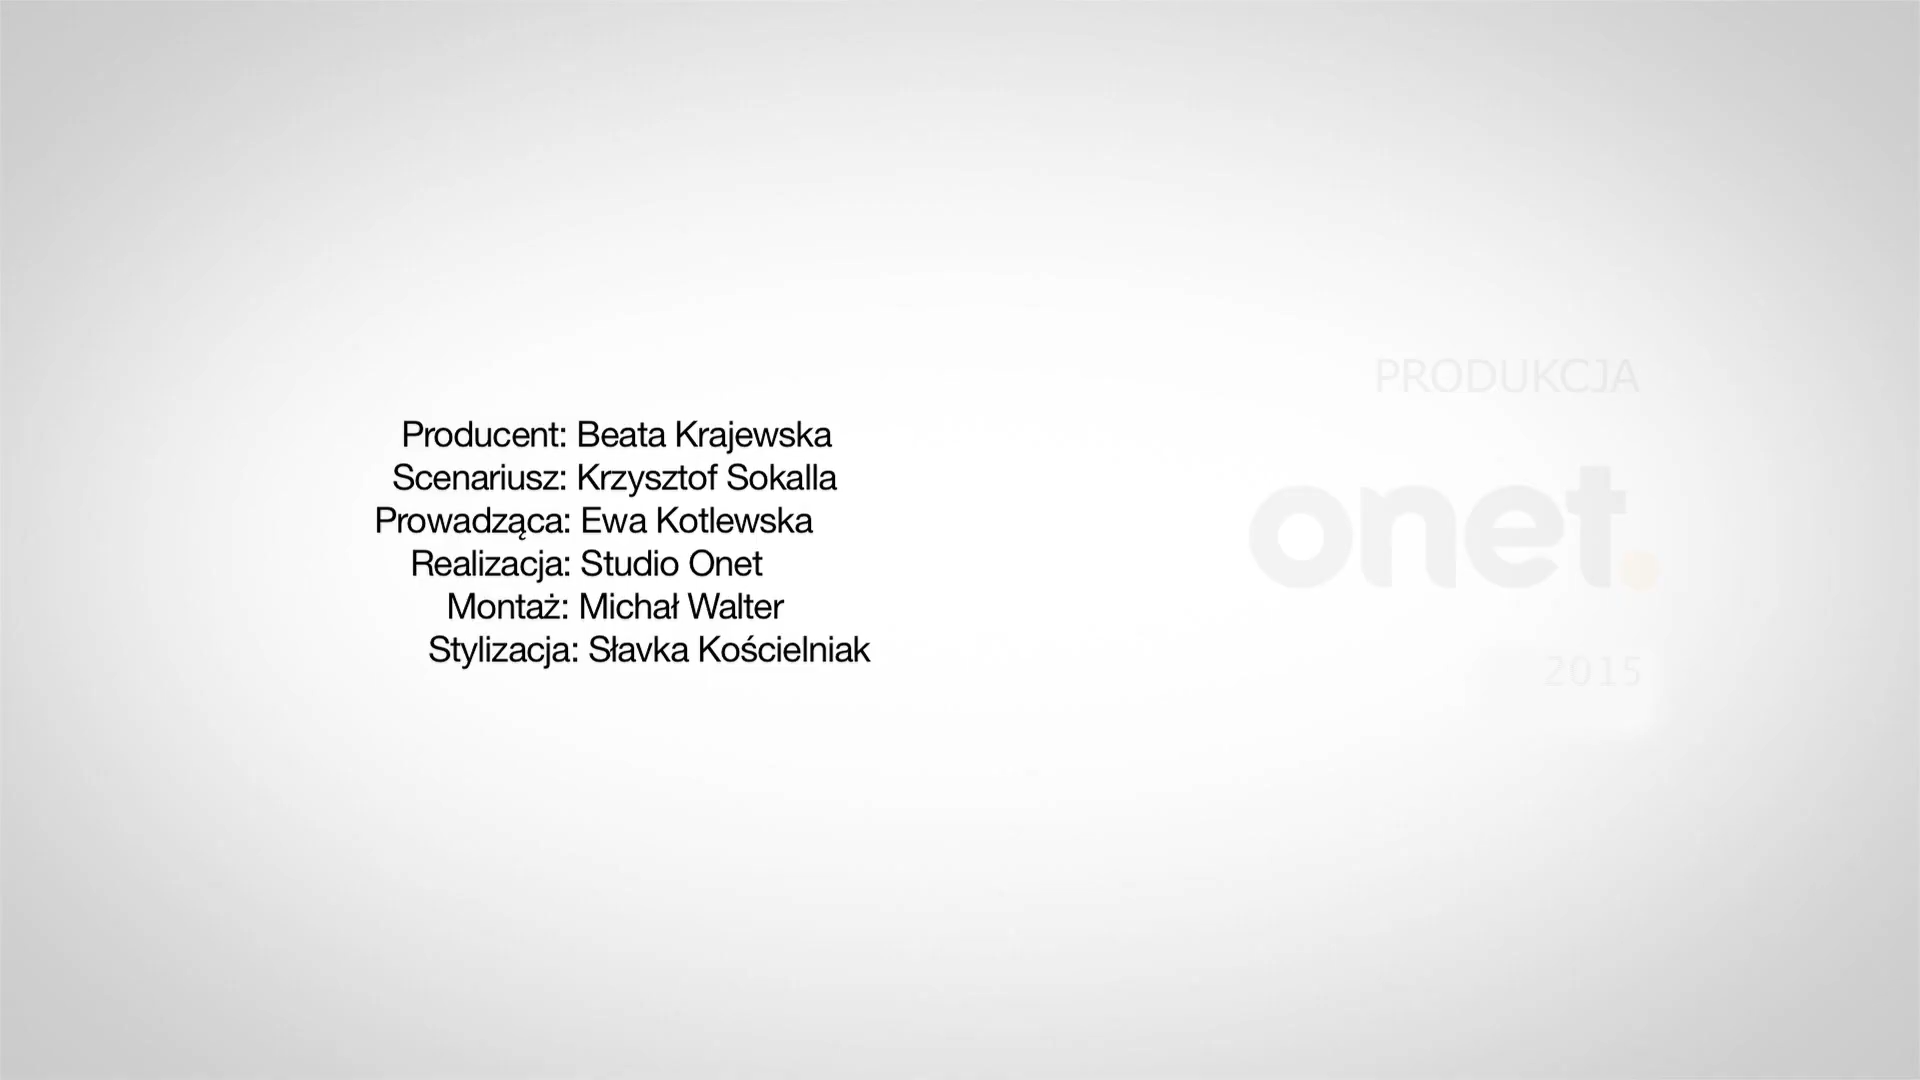 Producent: Beata Krajewska
Scenariusz: Krzysztof Sokalla
Prowadząca: Ewa Kotlewska
Realizacja: Studio Onet
Montaż: Michał Walter
Stylizacja: Sławka Kościelniak
PRODUKCJA
onet.
2015